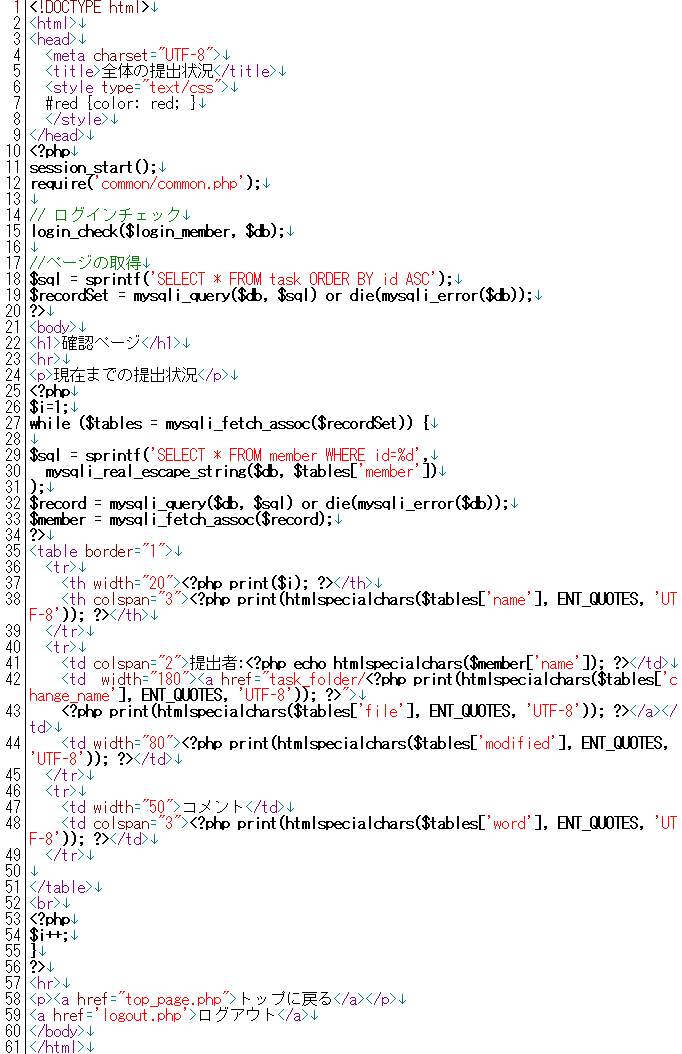 1 <!DOCTYPE html>↓
2 <html>↓
3 <head>↓
4   <meta charset="UTF-8">↓
5   <title>全体の提出状況</title>↓
6   <style type="text/css">↓
7   #red {color: red; }↓
8   </style>↓
9 </head>↓
10 <?php↓
11 session_start();↓
12 require('common/common.php');↓
13 ↓
14 // ログインチェック↓
15 login_check($login_member, $db);↓
16 ↓
17 //ページの取得↓
18 $sql = sprintf('SELECT * FROM task ORDER BY id ASC');↓
19 $recordSet = mysqli_query($db, $sql) or die(mysqli_error($db));↓
20 ?>↓
21 <body>↓
22 <h1>確認ページ</h1>↓
23 <hr>↓
24 <p>現在までの提出状況</p>↓
25 <?php↓
26 $i=1;↓
27 while ($tables = mysqli_fetch_assoc($recordSet)) {↓
28 ↓
29 $sql = sprintf('SELECT * FROM member WHERE id=%d',↓
30   mysqli_real_escape_string($db, $tables['member'])↓
31 );↓
32 $record = mysqli_query($db, $sql) or die(mysqli_error($db));↓
33 $member = mysqli_fetch_assoc($record);↓
34 ?>↓
35 <table border="1">↓
36   <tr>↓
37     <th width="20"><?php print($i); ?></th>↓
38     <th colspan="3"><?php print(htmlspecialchars($tables['name'], ENT_QUOTES, 'UT
F-8')); ?></th>↓
39   </tr>↓
40   <tr>↓
41     <td colspan="2">提出者:<?php echo htmlspecialchars($member['name']); ?></td>↓
42     <td  width="180"><a href="task_folder/<?php print(htmlspecialchars($tables['c
hange_name'], ENT_QUOTES, 'UTF-8')); ?>">↓
43     <?php print(htmlspecialchars($tables['file'], ENT_QUOTES, 'UTF-8')); ?></a></
td>↓
44     <td width="80"><?php print(htmlspecialchars($tables['modified'], ENT_QUOTES,
'UTF-8')); ?></td>↓
45   </tr>↓
46   <tr>↓
47     <td width="50">コメント</td>↓
48     <td colspan="3"><?php print(htmlspecialchars($tables['word'], ENT_QUOTES, 'UT
F-8')); ?></td>↓
49   </tr>↓
50 ↓
51 </table>↓
52 <br>↓
53 <?php↓
54 $i++;↓
55 }↓
56 ?>↓
57 <hr>↓
58 <p><a href="top_page.php">トップに戻る</a></p>↓
59 <a href='logout.php'>ログアウト</a>↓
60 </body>↓
61 </html>↓